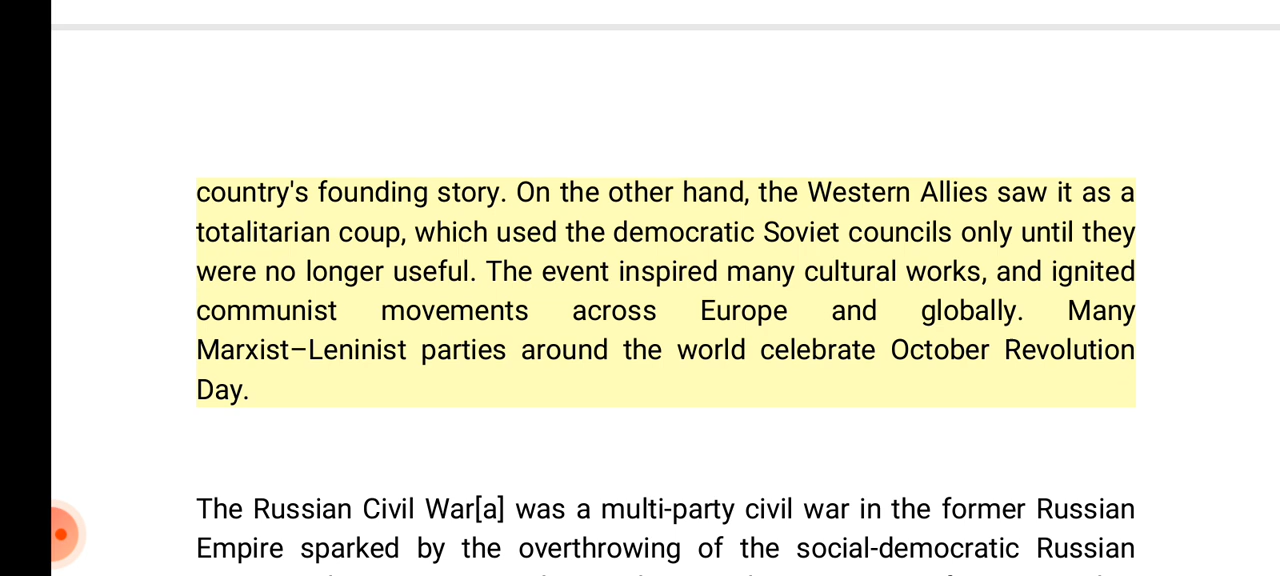 country's founding story. On the other hand, the Western Allies saw it as a
totalitarian coup, which used the democratic Soviet councils only until they
were no longer useful. The event inspired many cultural works, and ignited
communist movements across Europe and globally. Many
Marxist–Leninist parties around the world celebrate October Revolution
Day.
The Russian Civil War[a] was a multi-party civil war in the former Russian
Empire sparked by the overthrowing of the social-democratic Russian